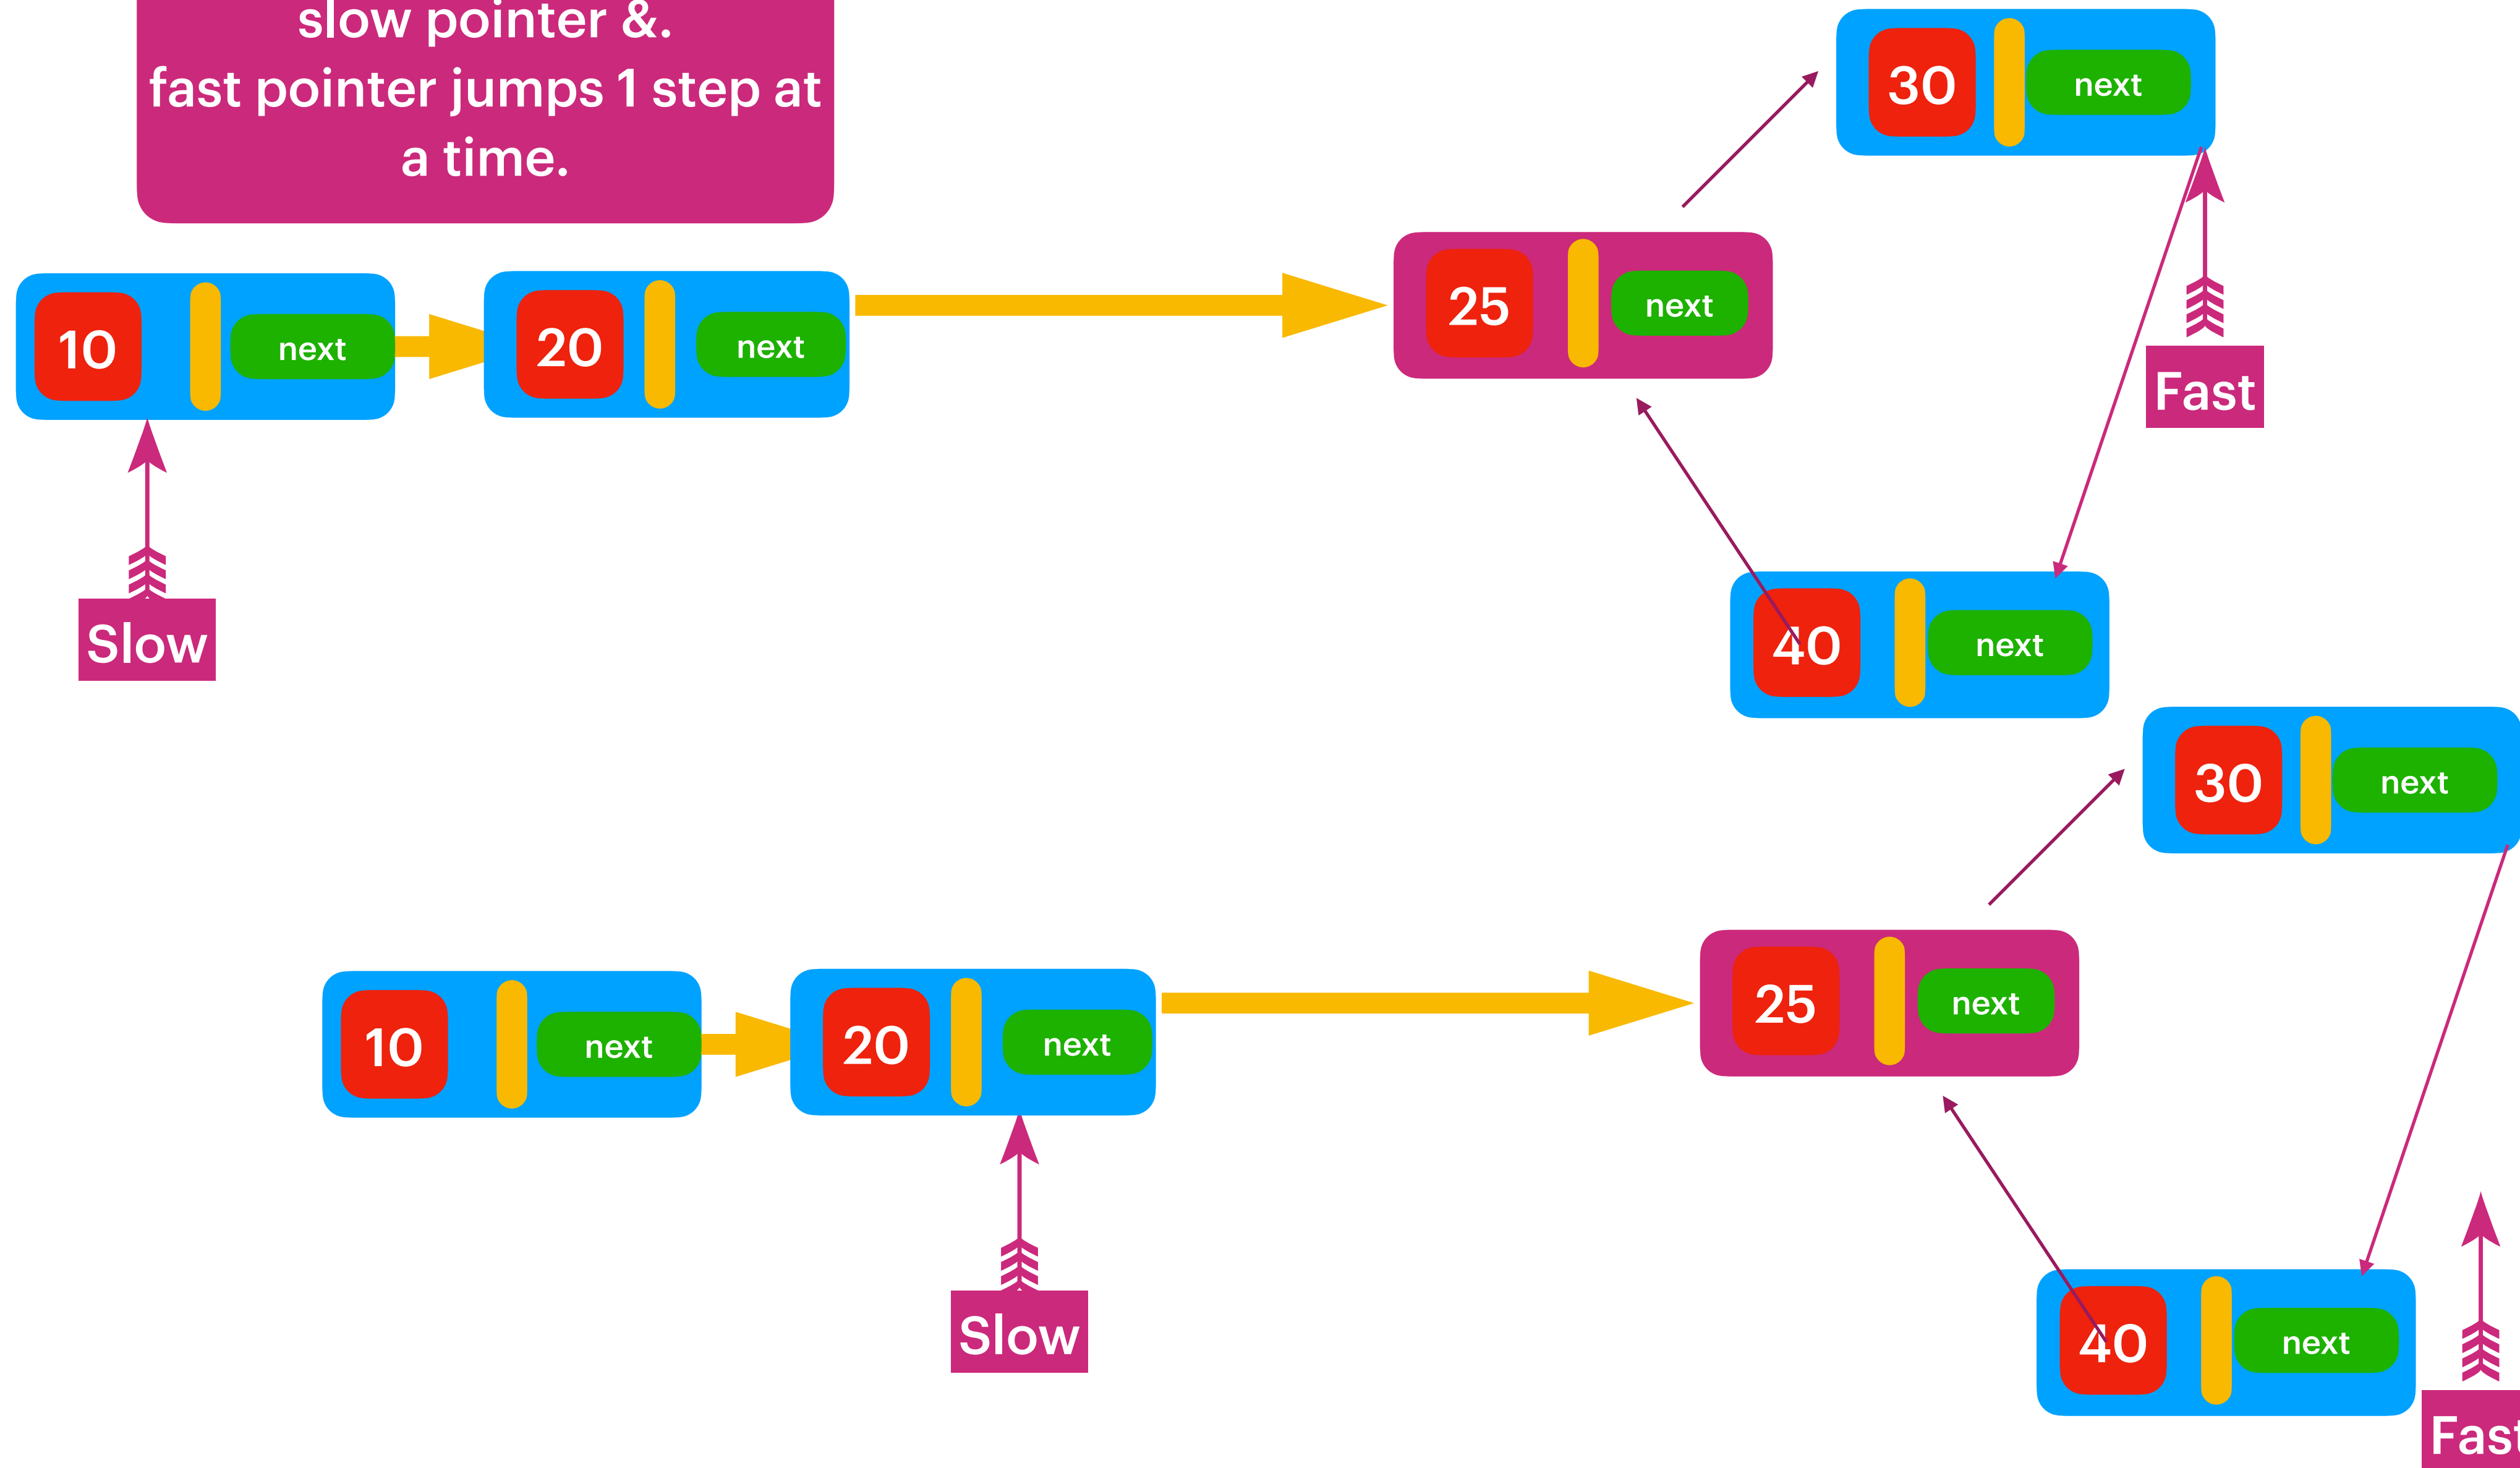 slow pointer &.
fast pointer jumps 1 step at
a time.
30 next
25 next
10 next
20 next
Fast
Slow
40 next
30 next
25 next
10 next
20 next
Slow
40 next
Fast